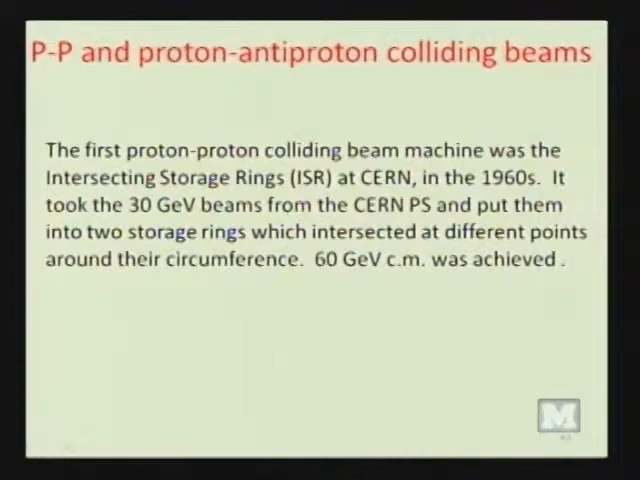 P-P and proton-antiproton colliding beams
The first proton-proton colliding beam machine was the
Intersecting Storage Rings (ISR) at CERN, in the 1960s. It
took the 30 GeV beams from the CERN PS and put them
into two storage rings which intersected at different points
around their circumference. 60 GeV c.m. was achieved .
M